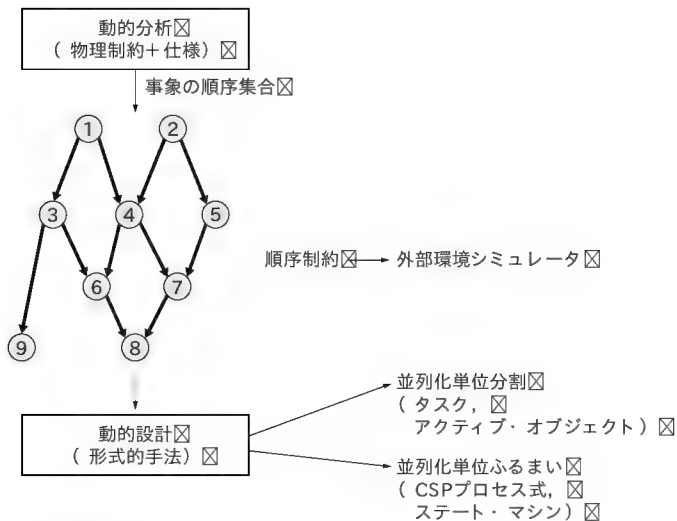 動的分析
( 物理制約＋仕様)
事象の順序集合
1
2
3
4
5
順序制約
外部環境シミュレータ
6
7
9
8
並列化単位分割
( タスク，
アクティブ・オブジェクト )
動的設計
( 形式的手法)
並列化単位ふるまい
( CSPプロセス式，
ステート・マシン)